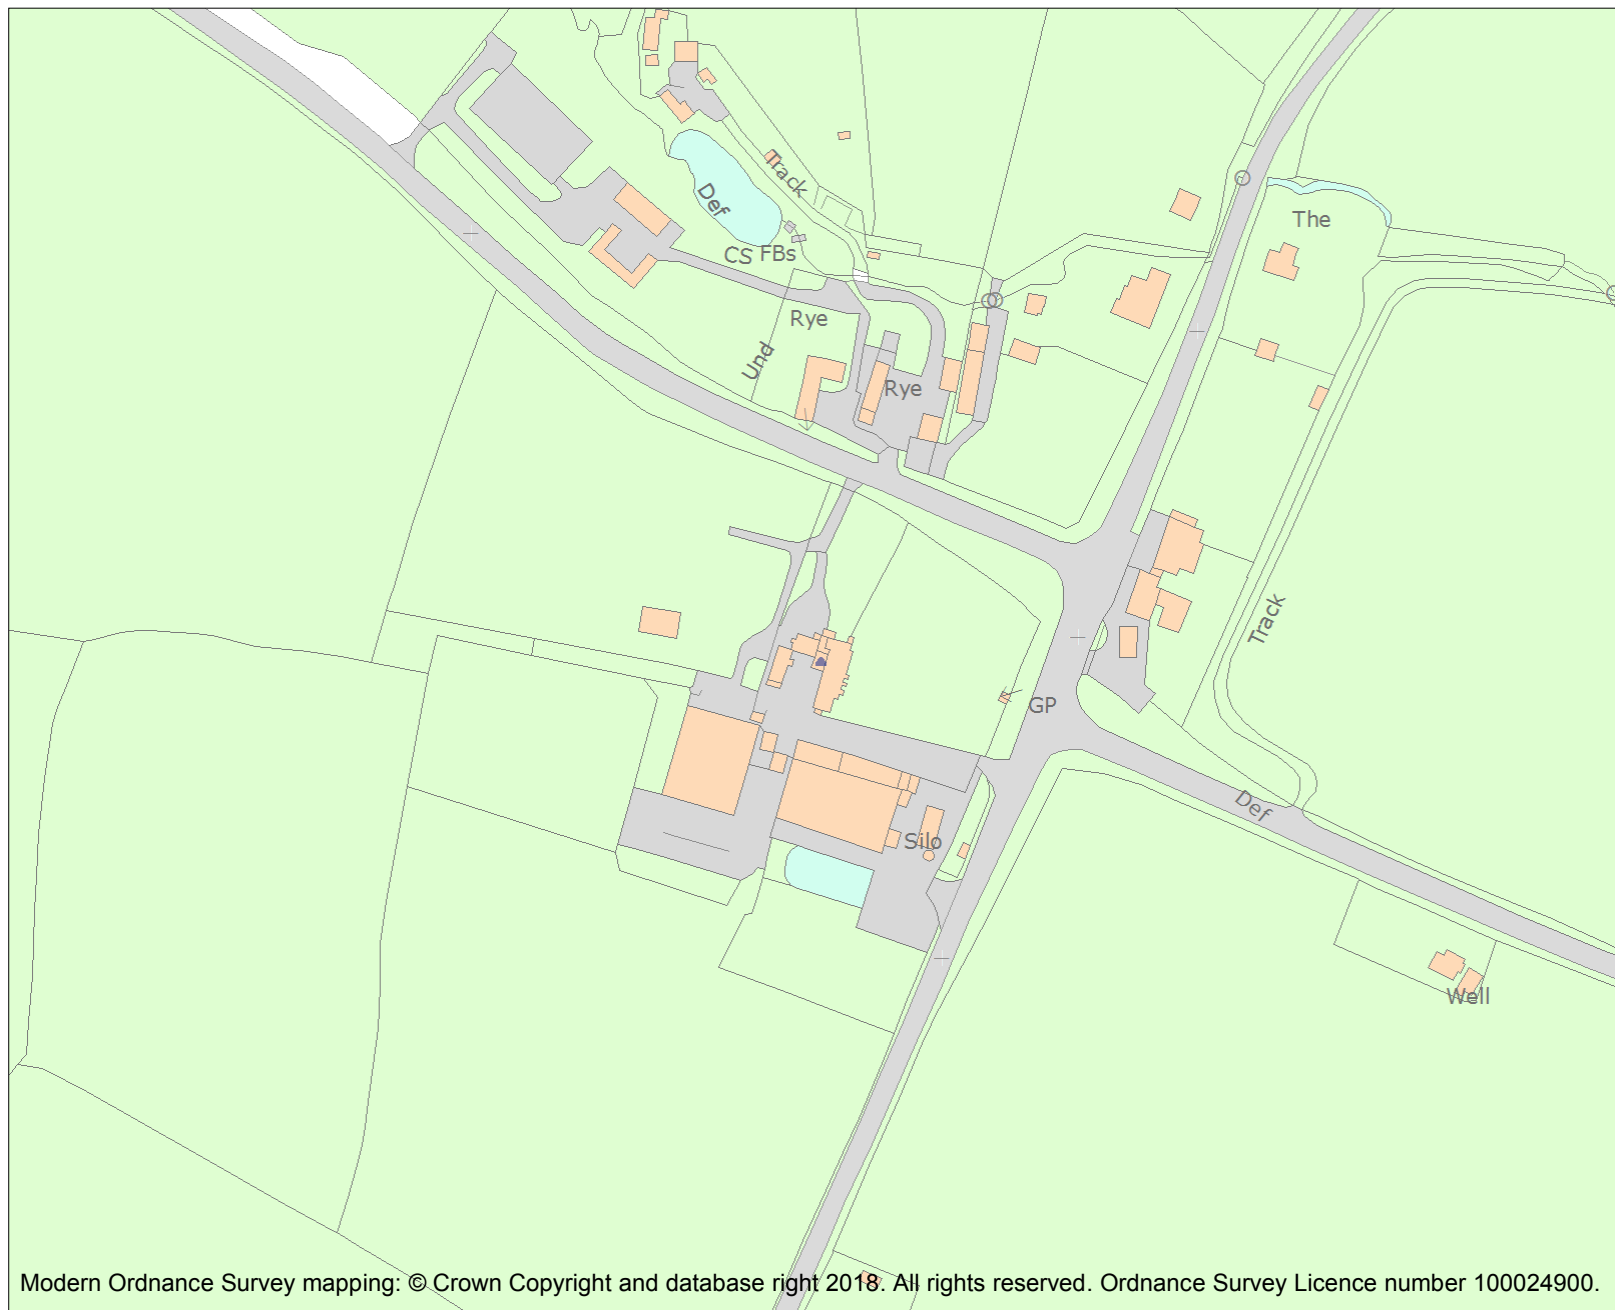 Track
Def
The
CS FBs
Rye
Und
Rye
Track
GP
Def
Silo
Well
Modern Ordnance Survey mapping: © Crown Copyright and database right 2018. All rights reserved. Ordnance Survey Licence number 100024900.